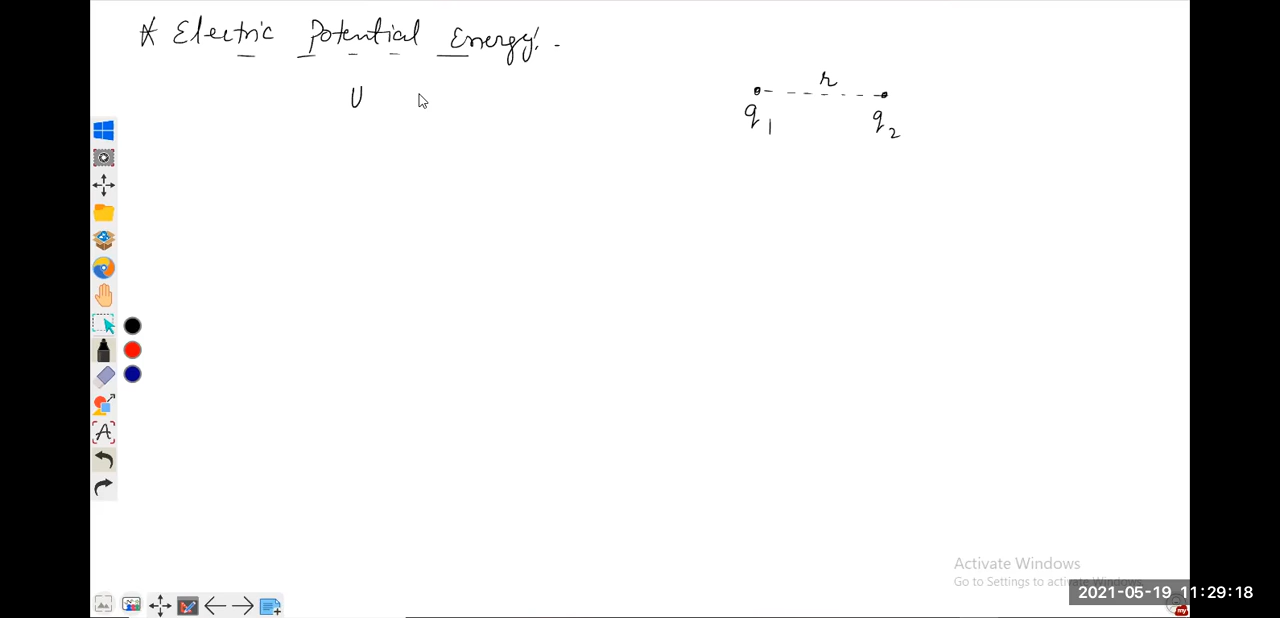 * Electric Potential Energy: -
U
r
q1 q2
A
Activate Windows
Go to Settings to activate Windows.
2021-05-19 11:29:18
my